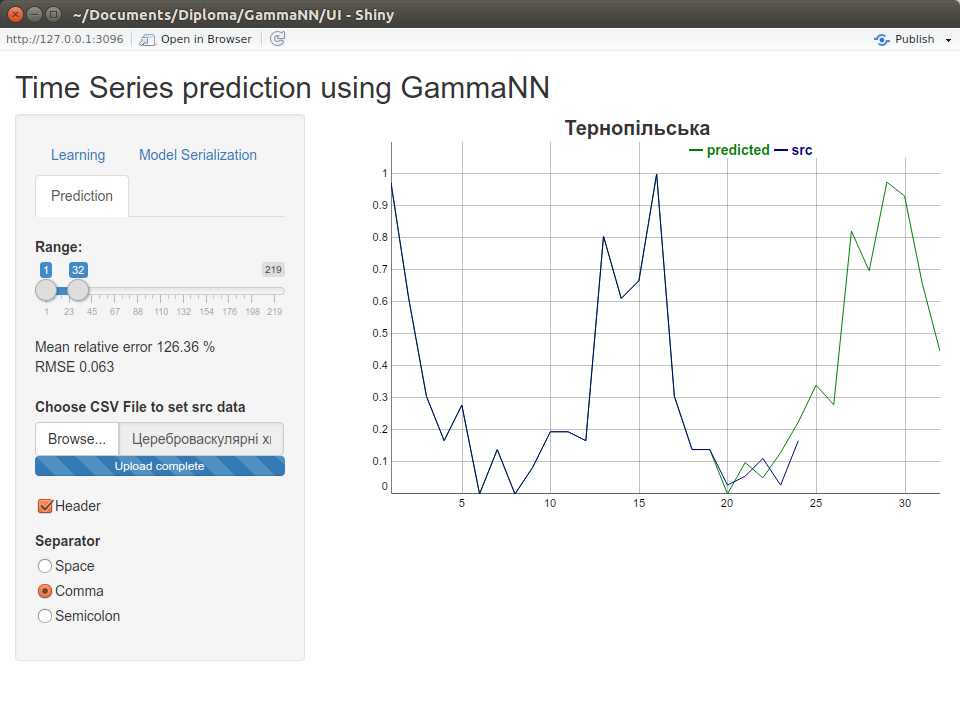 ~/Documents/Diploma/GammaNN/UI - Shiny
http://127.0.0.1:3096 Open in Browser Publish
Time Series prediction using GammaNN
Learning Model Serialization
Prediction
Range:
1 32 219
1 23 45 67 88 110 132 154 176 198 219
Mean relative error 126.36 %
RMSE 0.063
Choose CSV File to set src data
Browse... Цереброваскулярні хв
Upload complete
Header
Separator
Space
Comma
Semicolon
Тернопільська
predicted src
1
0.9
0.8
0.7
0.6
0.5
0.4
0.3
0.2
0.1
0
5 10 15 20 25 30